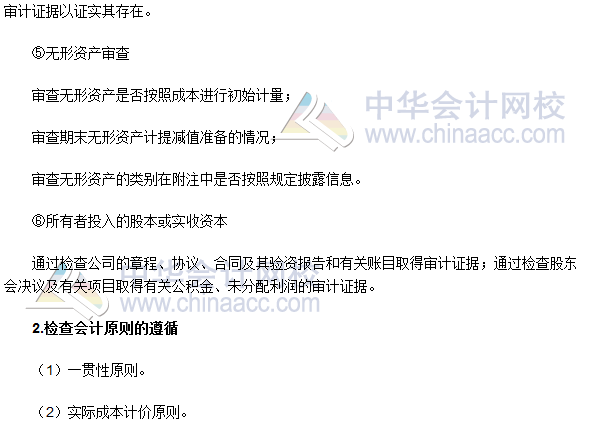 审计证据以证实其存在。
⑤无形资产审查
审查无形资产是否按照成本进行初始计量；
审查期末无形资产计提减值准备的情况；
审查无形资产的类别在附注中是否按照规定披露信息。
⑥所有者投入的股本或实收资本
通过检查公司的章程、协议、合同及其验资报告和有关账目取得审计证据；通过检查股东
会决议及有关项目取得有关公积金、未分配利润的审计证据。
2.检查会计原则的遵循
（1）一贯性原则。
（2）实际成本计价原则。
中华会计网校
www.chinaacc.com
中华会计网校
www.chinaacc.com